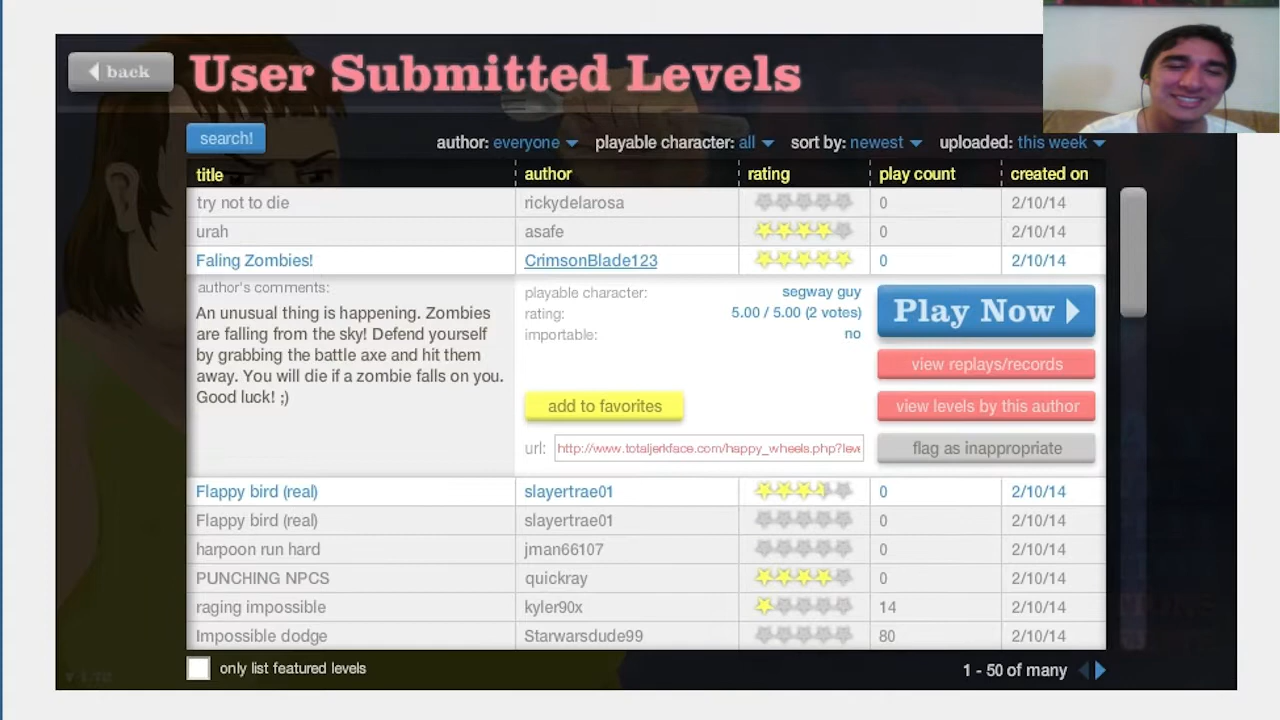 back
User Submitted Levels
search!
author: everyone playable character: all sort by: newest uploaded: this week
title author rating play count created on
try not to die rickydelarosa 0 2/10/14
urah asafe 0 2/10/14
Faling Zombies! CrimsonBlade123 0 2/10/14
author's comments:
An unusual thing is happening. Zombies
are falling from the sky! Defend yourself
by grabbing the battle axe and hit them
away. You will die if a zombie falls on you.
Good luck! ;)
playable character: segway guy
rating: 5.00 / 5.00 (2 votes)
importable: no
add to favorites
url: http://www.totaljerkface.com/happy_wheels.php?leve
Play Now
view replays/records
view levels by this author
flag as inappropriate
Flappy bird (real) slayertrae01 0 2/10/14
Flappy bird (real) slayertrae01 0 2/10/14
harpoon run hard jman66107 0 2/10/14
PUNCHING NPCS quickray 0 2/10/14
raging impossible kyler90x 14 2/10/14
Impossible dodge Starwarsdude99 80 2/10/14
only list featured levels
1 - 50 of many